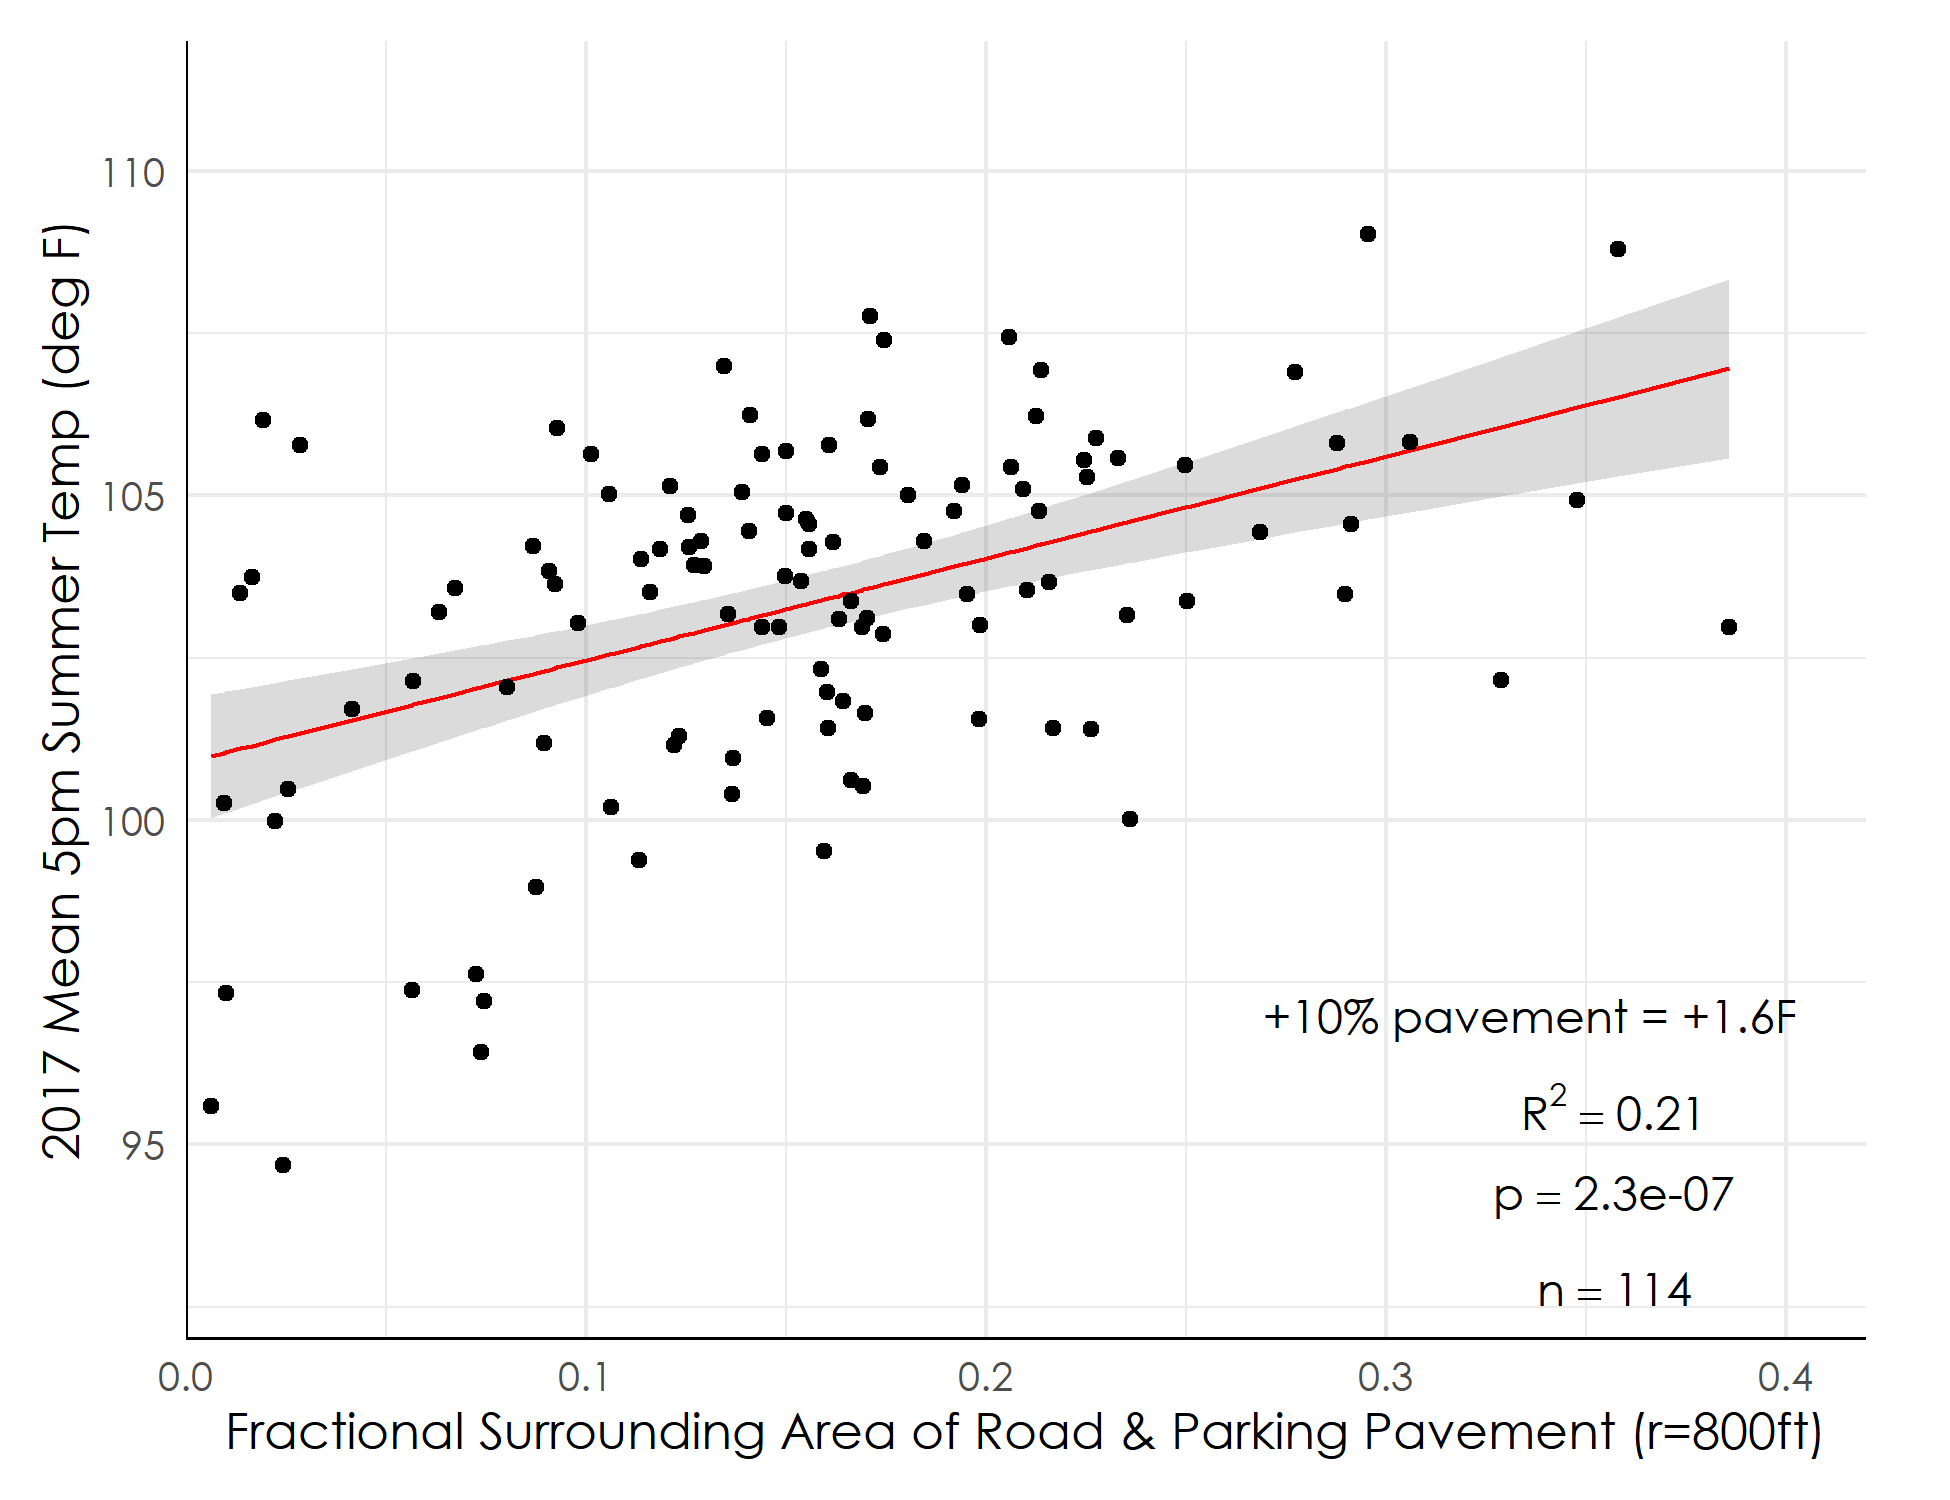 2017 Mean 5pm Summer Temp (deg F)
110
105
100
95
+10% pavement = +1.6F
R² = 0.21
p = 2.3e-07
n = 114
0.0 0.1 0.2 0.3 0.4
Fractional Surrounding Area of Road & Parking Pavement (r=800ft)